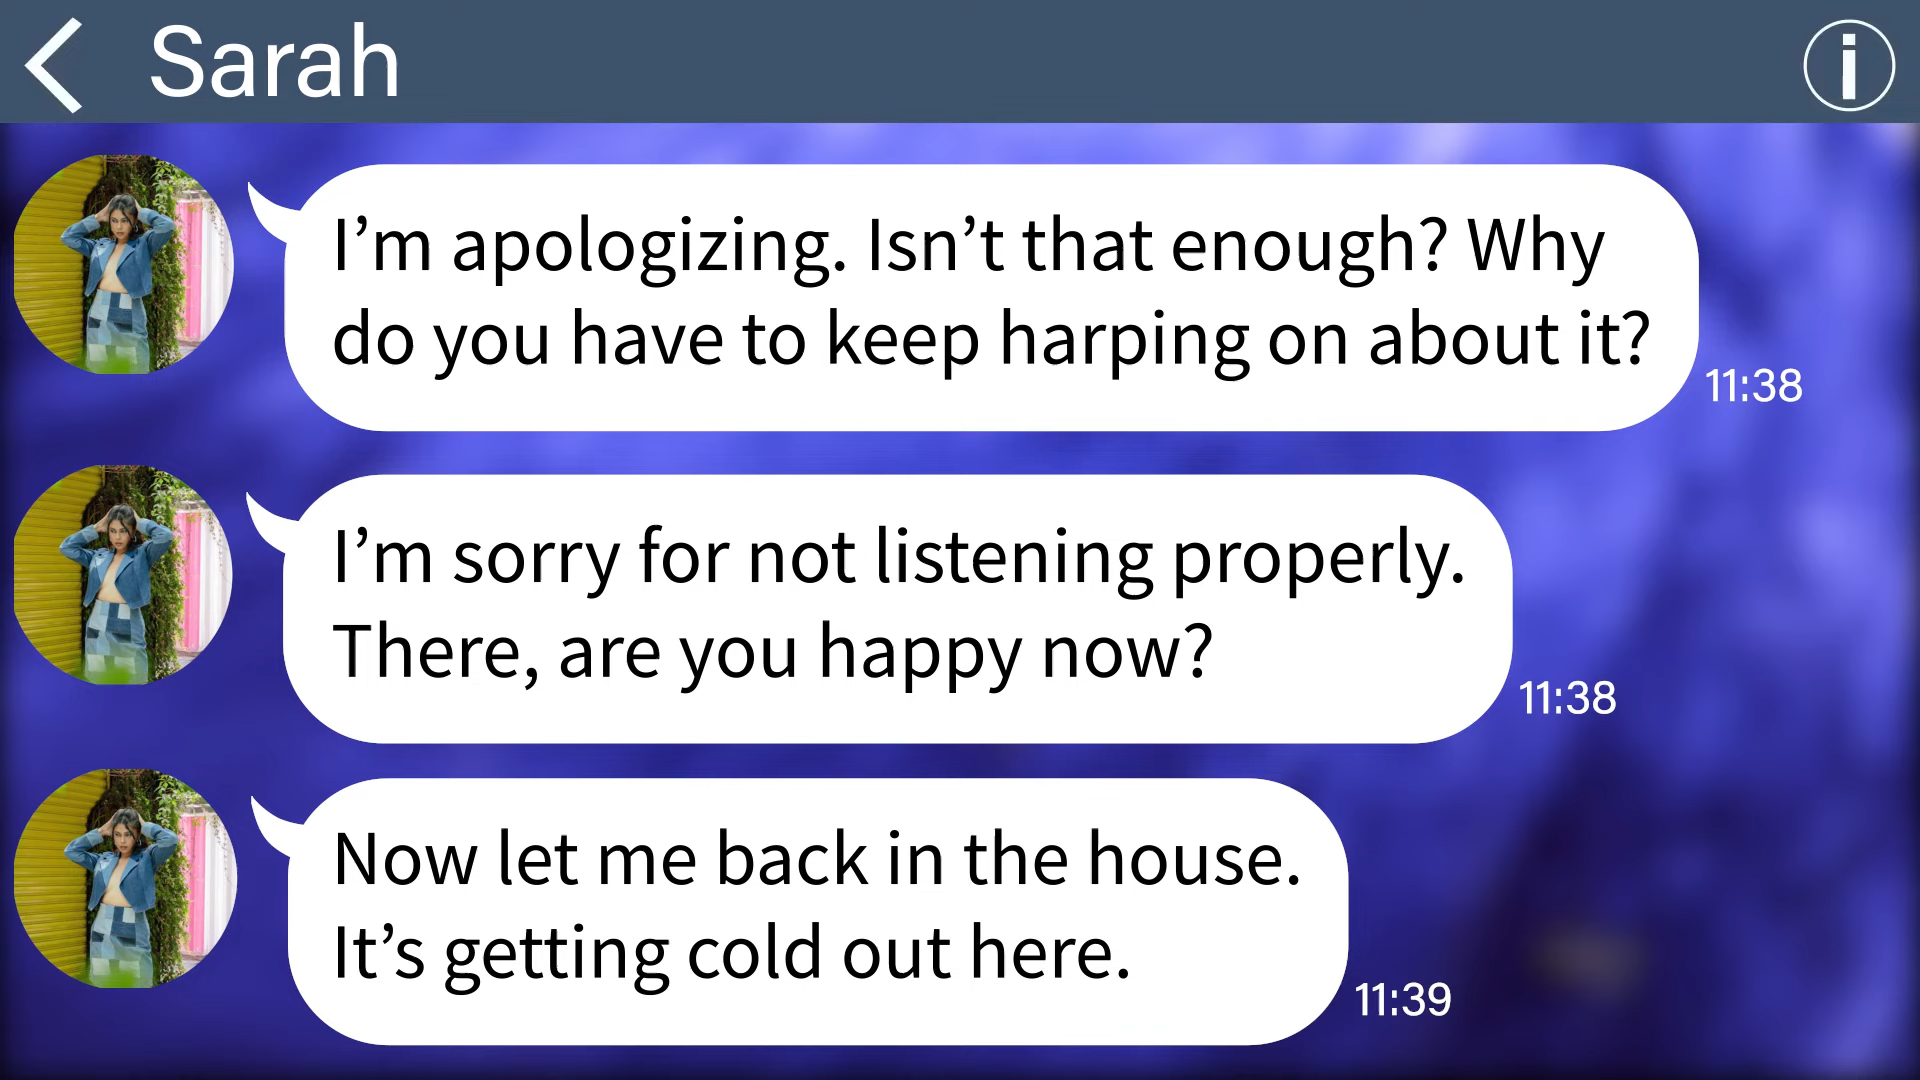 Sarah
I’m apologizing. Isn’t that enough? Why
do you have to keep harping on about it?
11:38
I’m sorry for not listening properly.
There, are you happy now?
11:38
Now let me back in the house.
It’s getting cold out here.
11:39